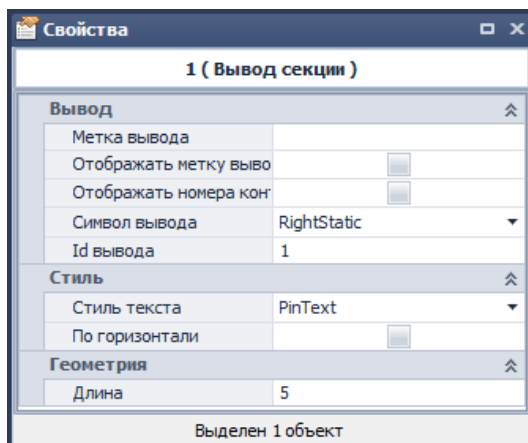 Свойства
1 ( Вывод секции )
Вывод
Метка вывода
Отображать метку выво
Отображать номера кон
Символ вывода RightStatic
Id вывода 1
Стиль
Стиль текста PinText
По горизонтали
Геометрия
Длина 5
Выделен 1 объект